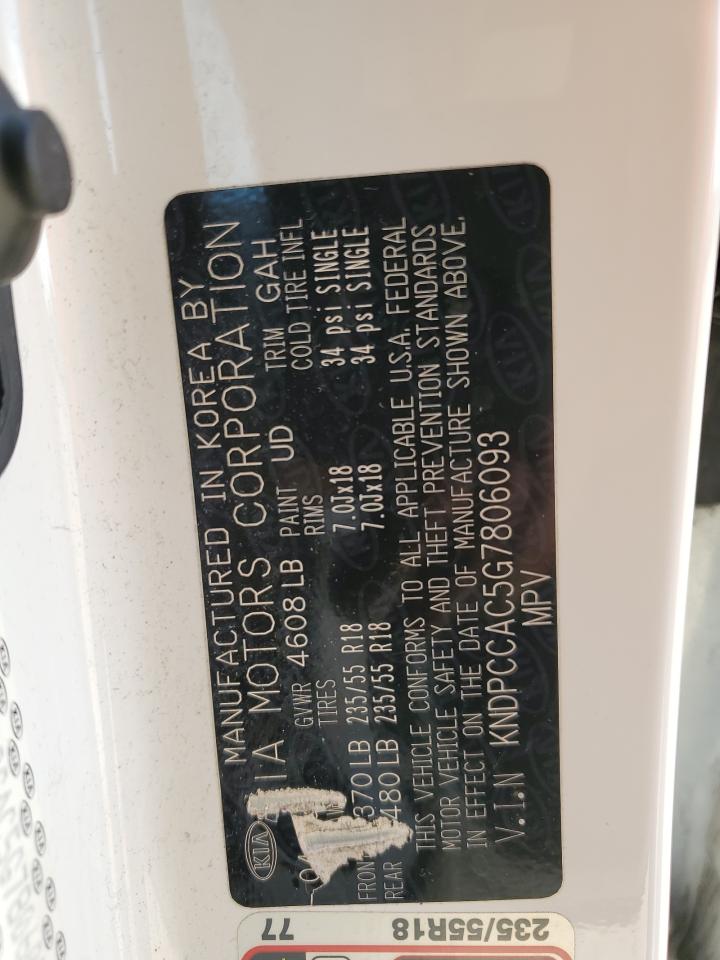 MANUFACTURED IN KOREA BY
KIA
IA MOTORS CORPORATION
GVWR 4608 LB PAINT UD TRIM GAH
TIRES RIMS COLD TIRE INFL
FRON 370 LB 235/55 R18 7.0Jx18 34 psi SINGLE
REAR 480 LB 235/55 R18 7.0Jx18 34 psi SINGLE
THIS VEHICLE CONFORMS TO ALL APPLICABLE U.S.A. FEDERAL
MOTOR VEHICLE SAFETY AND THEFT PREVENTION STANDARDS
IN EFFECT ON THE DATE OF MANUFACTURE SHOWN ABOVE.
V.I.N KNDPCCAC5G7806093
MPV
235/55R18 77